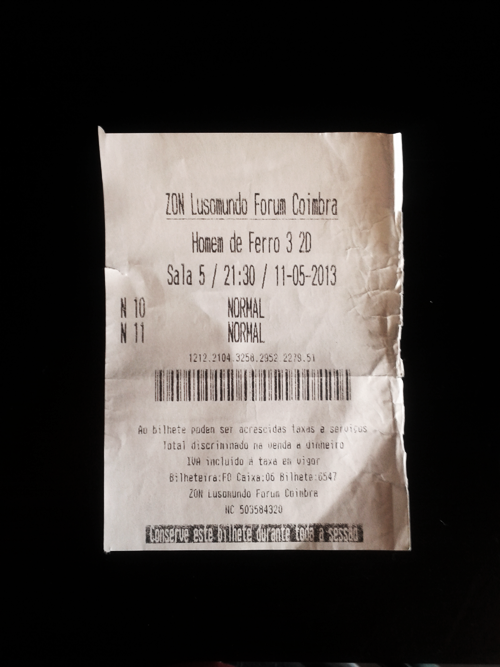 ZON Lusomundo Forum Coimbra
Homem de Ferro 3 2D
Sala 5 / 21:30 / 11-05-2013
N 10 NORMAL
N 11 NORMAL
1212.2104.3258.2952.2279.51
Ao bilhete podem ser acrescidas taxas e serviços
Total discriminado na venda a dinheiro
IVA incluido á taxa em vigor
Bilheteira:FO Caixa:06 Bilhete:6547
ZON Lusomundo Forum Coimbra
NC 503584320
Conserve este bilhete durante toda a sessão